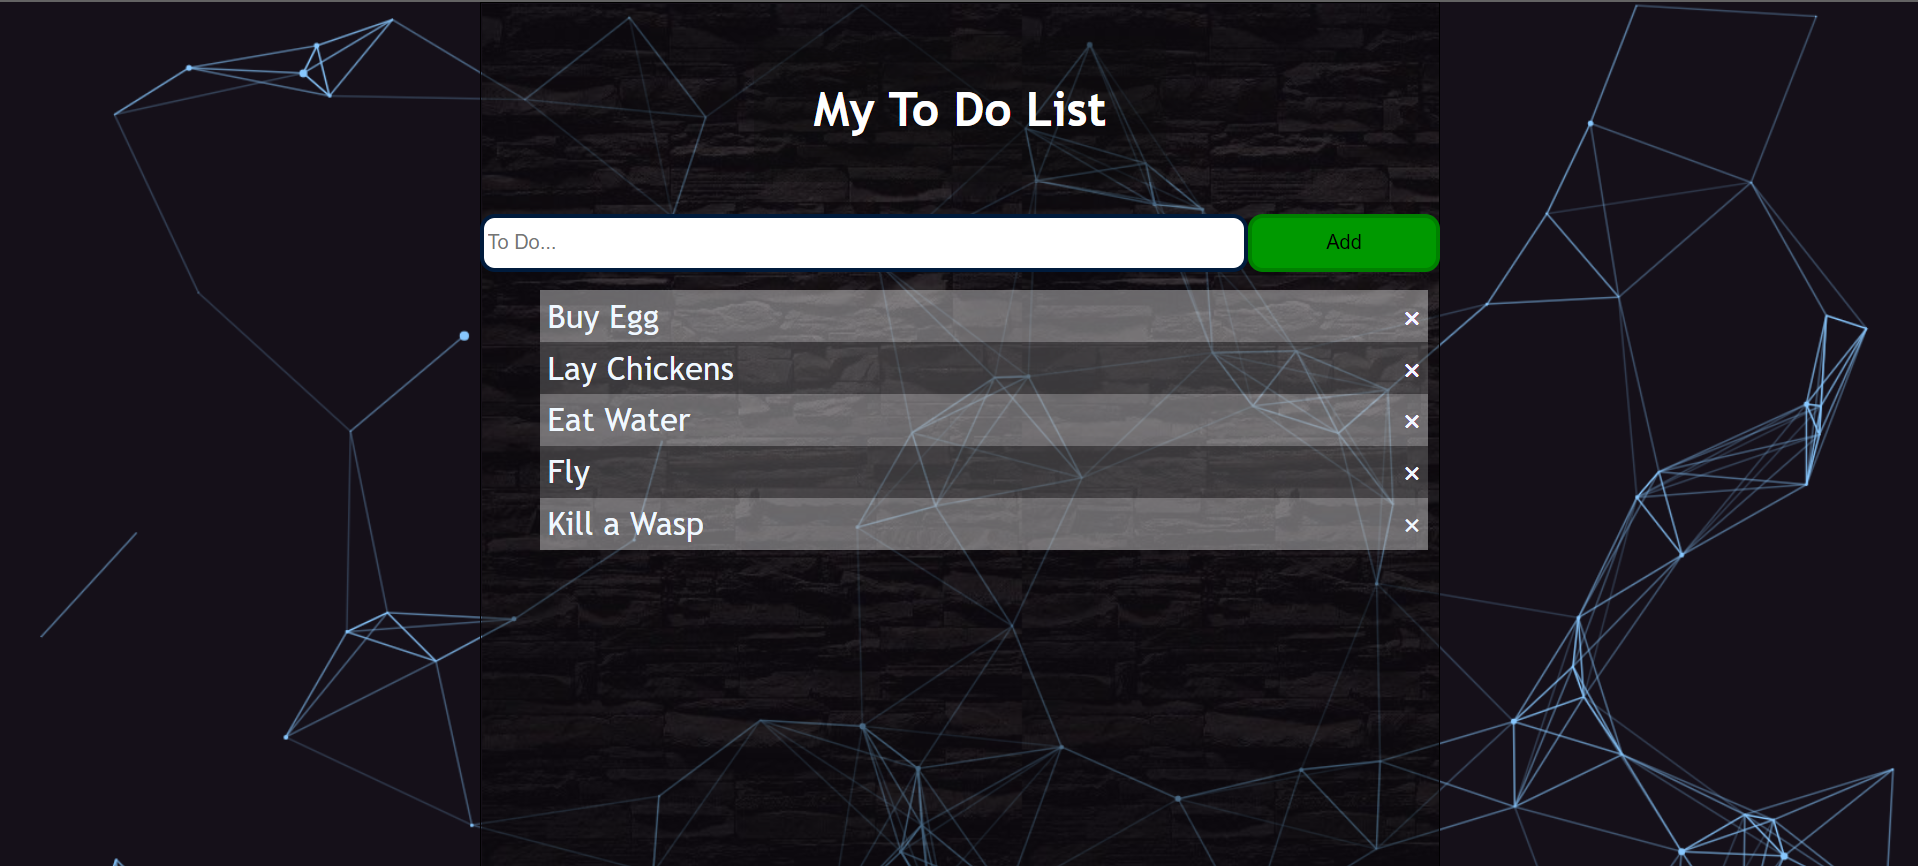 My To Do List
To Do...
Add
Buy Egg ×
Lay Chickens ×
Eat Water ×
Fly ×
Kill a Wasp ×